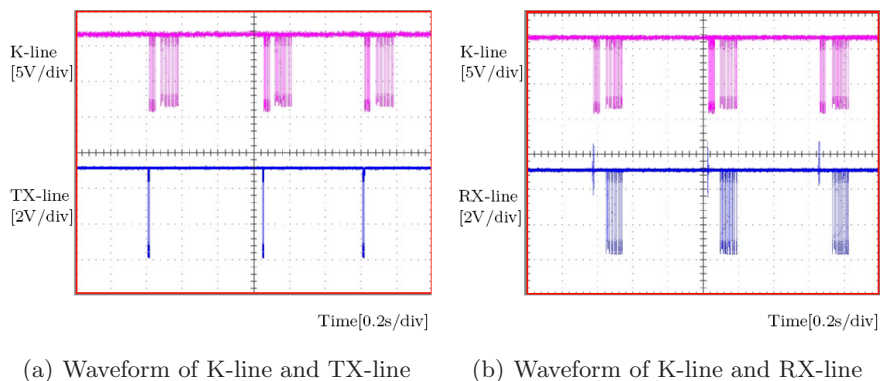 K-line
[5V/div]
TX-line
[2V/div]
Time[0.2s/div]
(a) Waveform of K-line and TX-line
K-line
[5V/div]
RX-line
[2V/div]
Time[0.2s/div]
(b) Waveform of K-line and RX-line